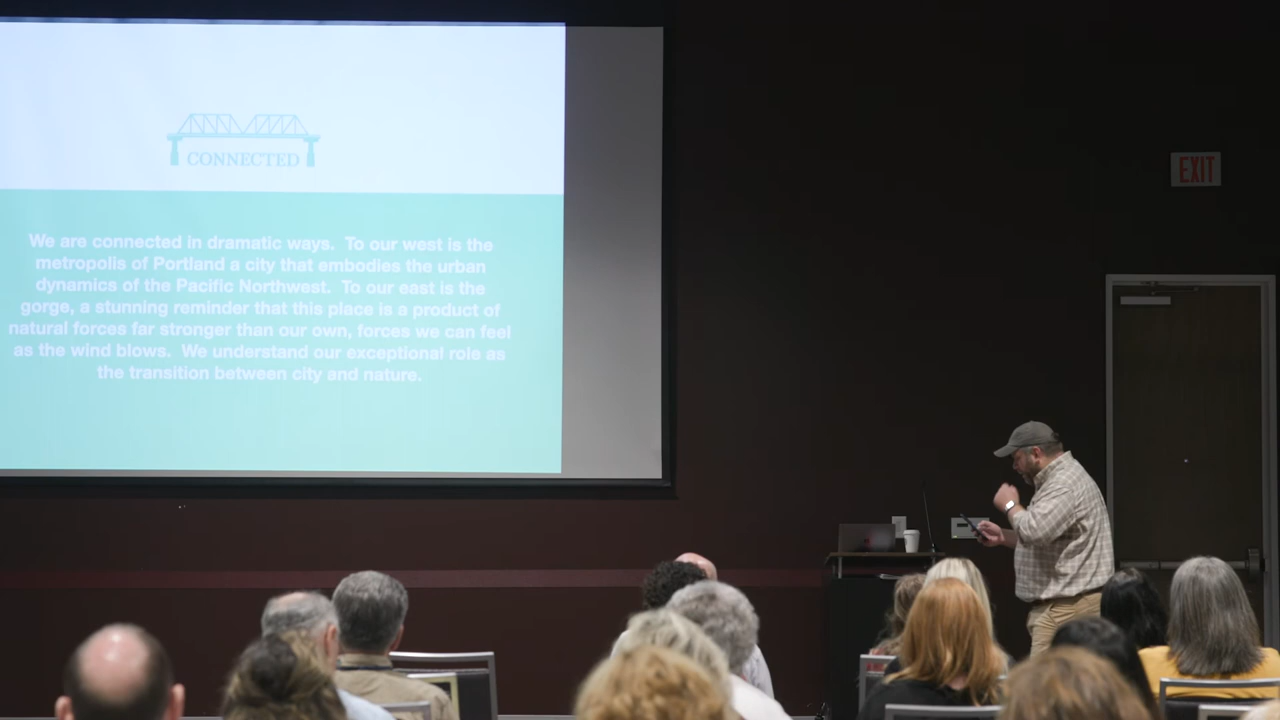 CONNECTED
We are connected in dramatic ways.  To our west is the
metropolis of Portland a city that embodies the urban
dynamics of the Pacific Northwest.  To our east is the
gorge, a stunning reminder that this place is a product of
natural forces far stronger than our own, forces we can feel
as the wind blows.  We understand our exceptional role as
the transition between city and nature.
EXIT